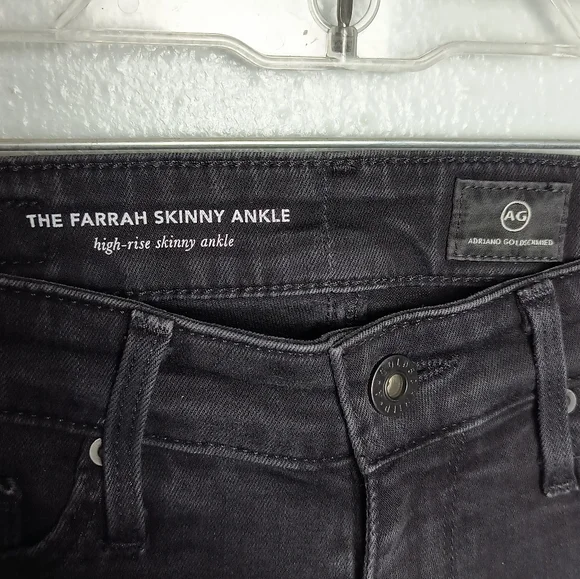 THE FARRAH SKINNY ANKLE
high-rise skinny ankle
AG
ADRIANO GOLDSCHMIED